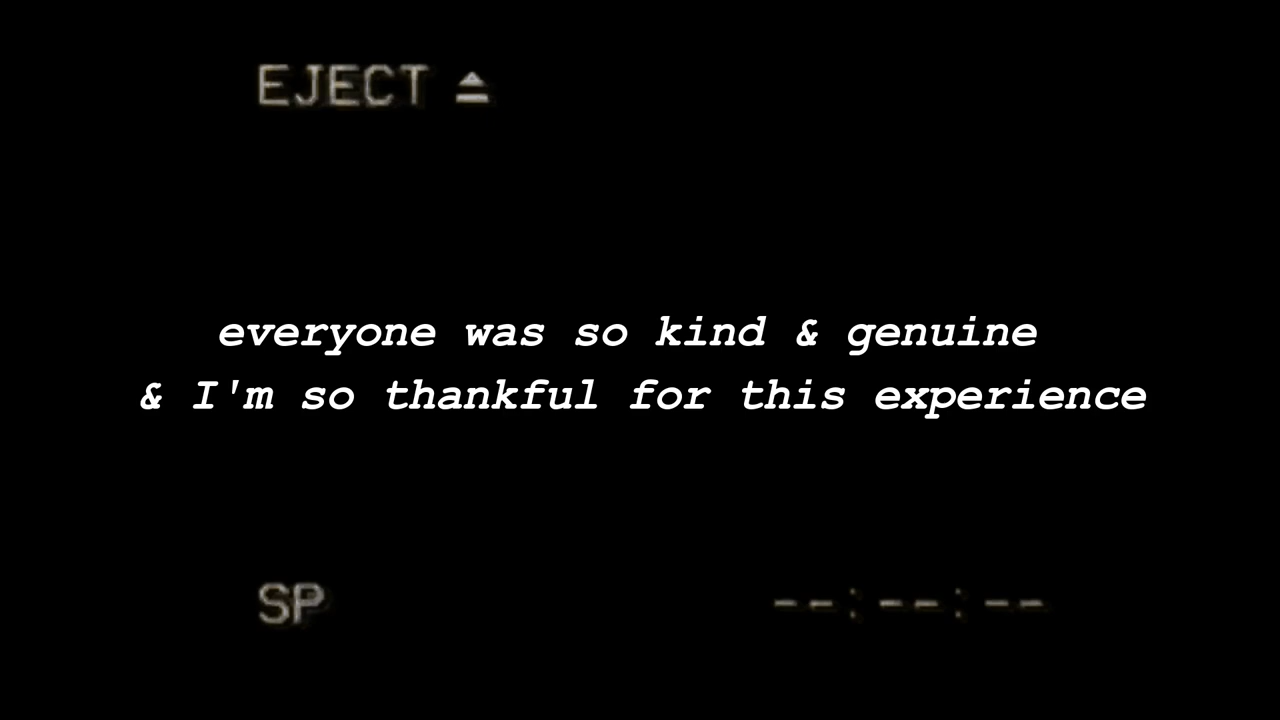 EJECT ⏏
everyone was so kind & genuine
& I'm so thankful for this experience
SP --:--:--